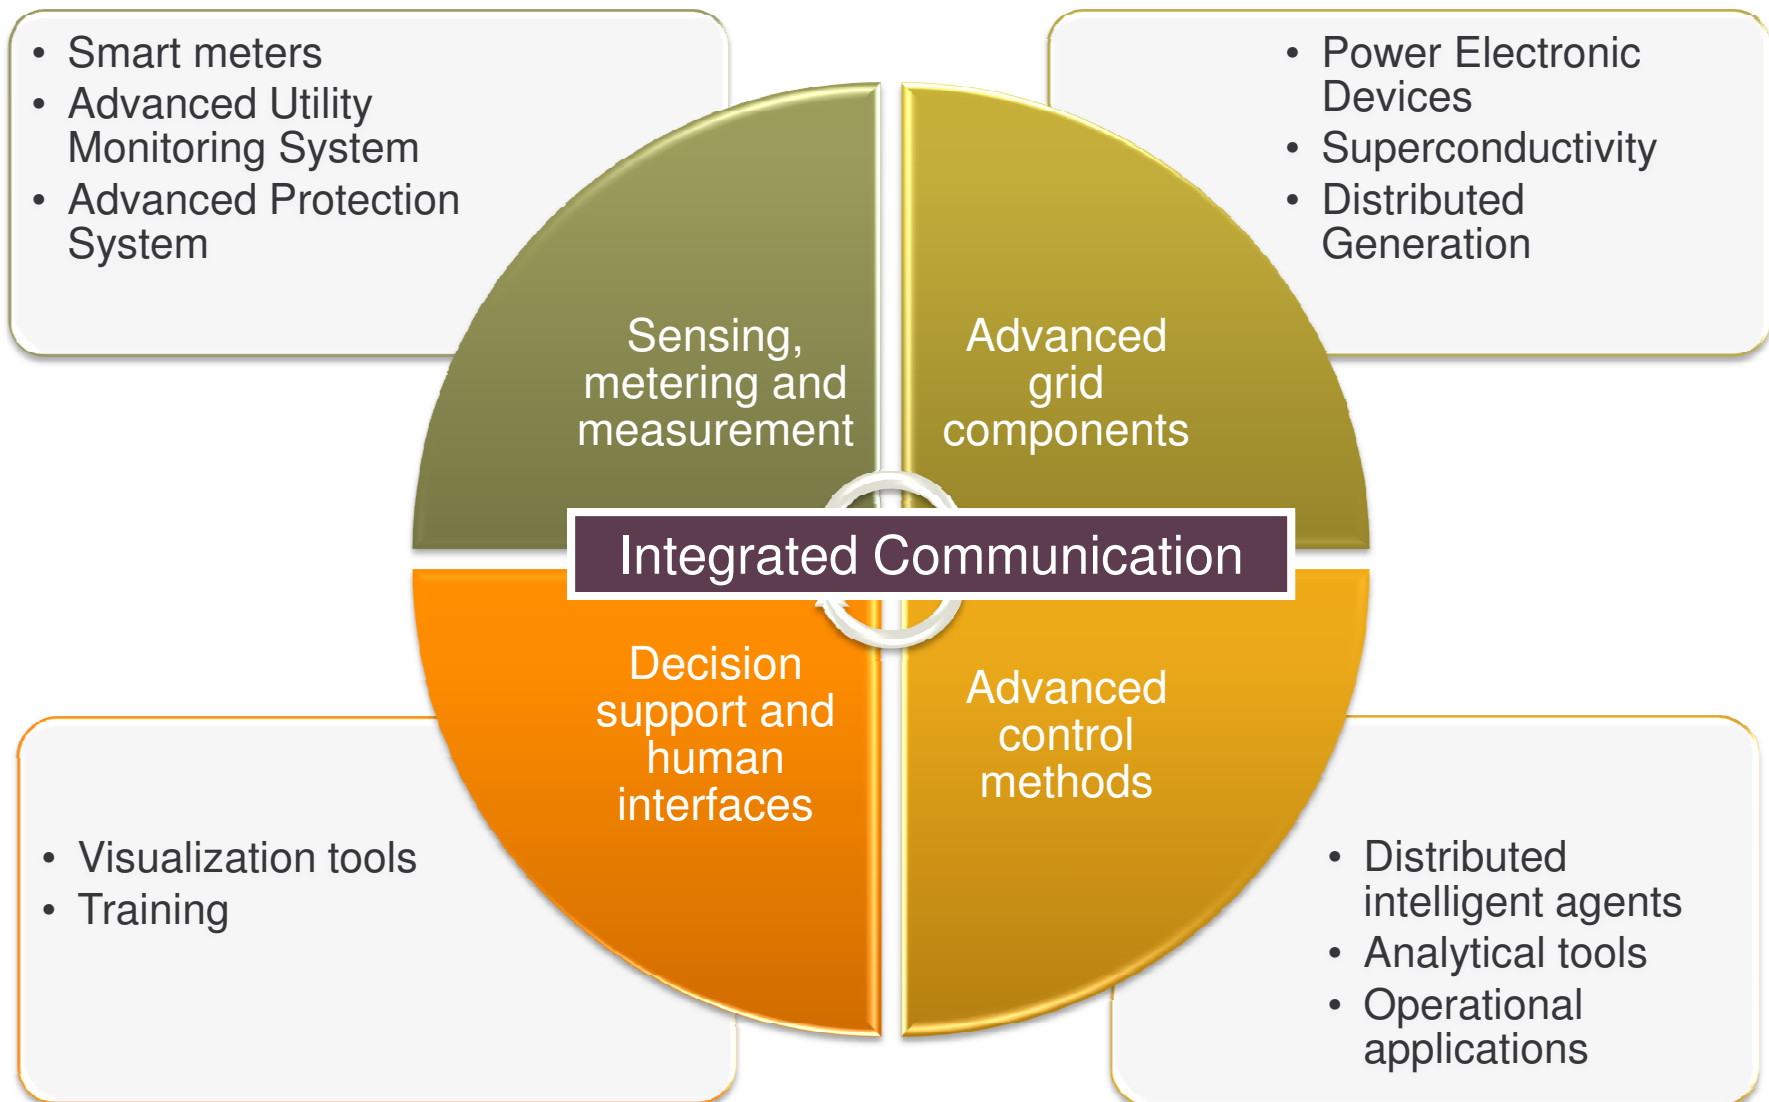 • Smart meters
• Advanced Utility
Monitoring System
• Advanced Protection
System
• Power Electronic
Devices
• Superconductivity
• Distributed
Generation
Sensing,
metering and
measurement
Advanced
grid
components
Integrated Communication
Decision
support and
human
interfaces
Advanced
control
methods
• Visualization tools
• Training
• Distributed
intelligent agents
• Analytical tools
• Operational
applications